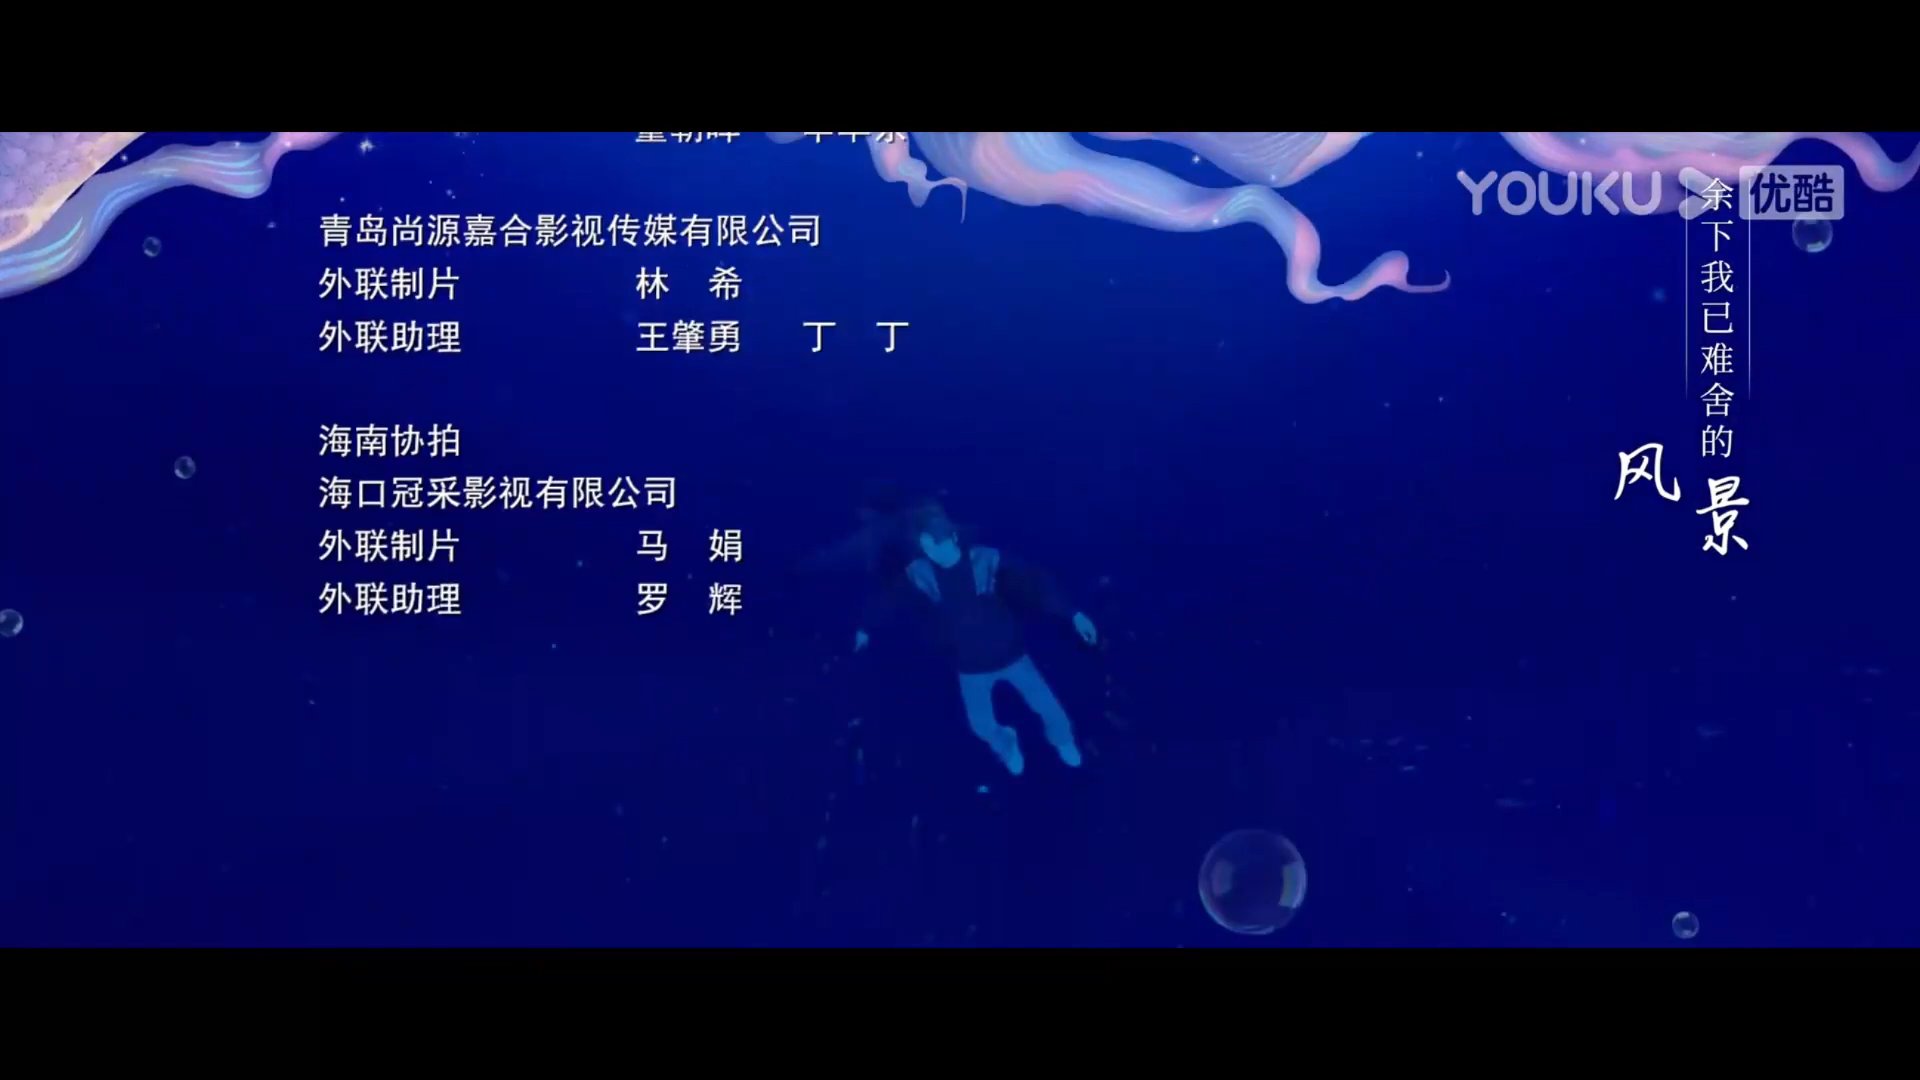 青岛尚源嘉合影视传媒有限公司
外联制片 林 希
外联助理 王肇勇 丁 丁
海南协拍
海口冠采影视有限公司
外联制片 马 娟
外联助理 罗 辉
YOUKU 优酷
余下我已难舍的
风景